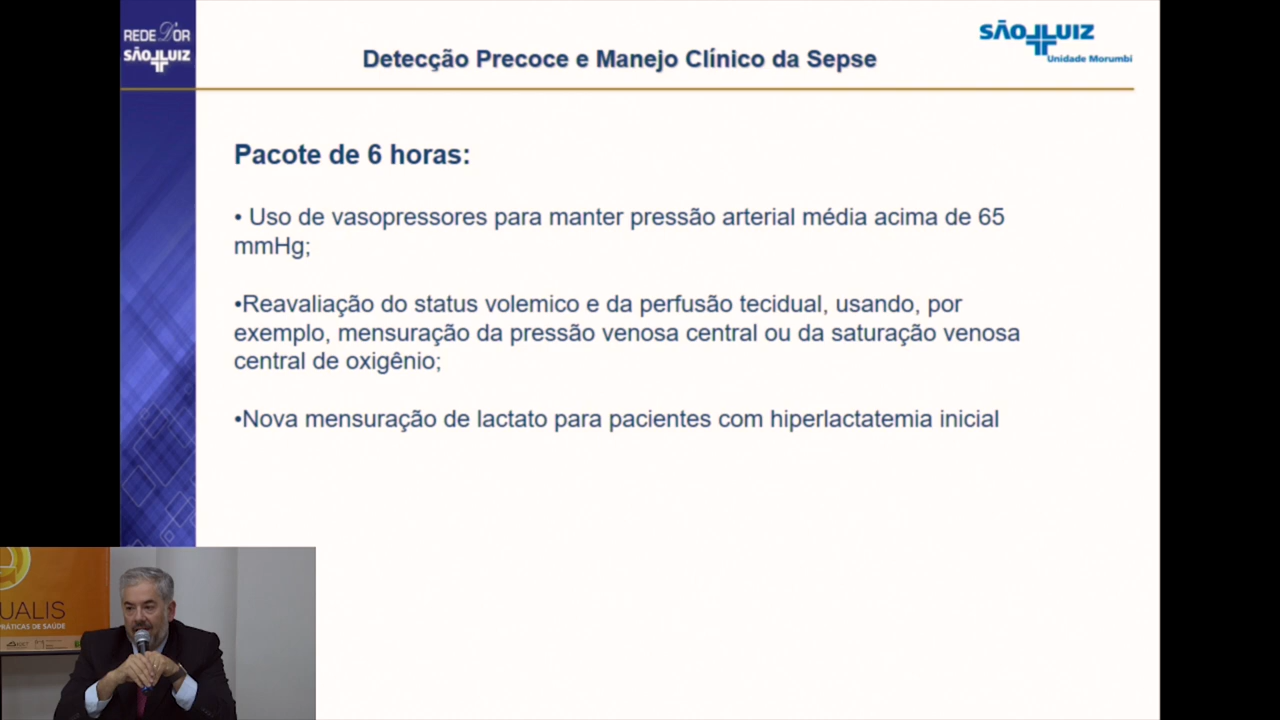 REDE D'OR
SÃO LUIZ
SÃO LUIZ
Unidade Morumbi
Detecção Precoce e Manejo Clínico da Sepse
Pacote de 6 horas:
• Uso de vasopressores para manter pressão arterial média acima de 65
mmHg;
•Reavaliação do status volemico e da perfusão tecidual, usando, por
exemplo, mensuração da pressão venosa central ou da saturação venosa
central de oxigênio;
•Nova mensuração de lactato para pacientes com hiperlactatemia inicial
UALIS
PRÁTICAS DE SAÚDE